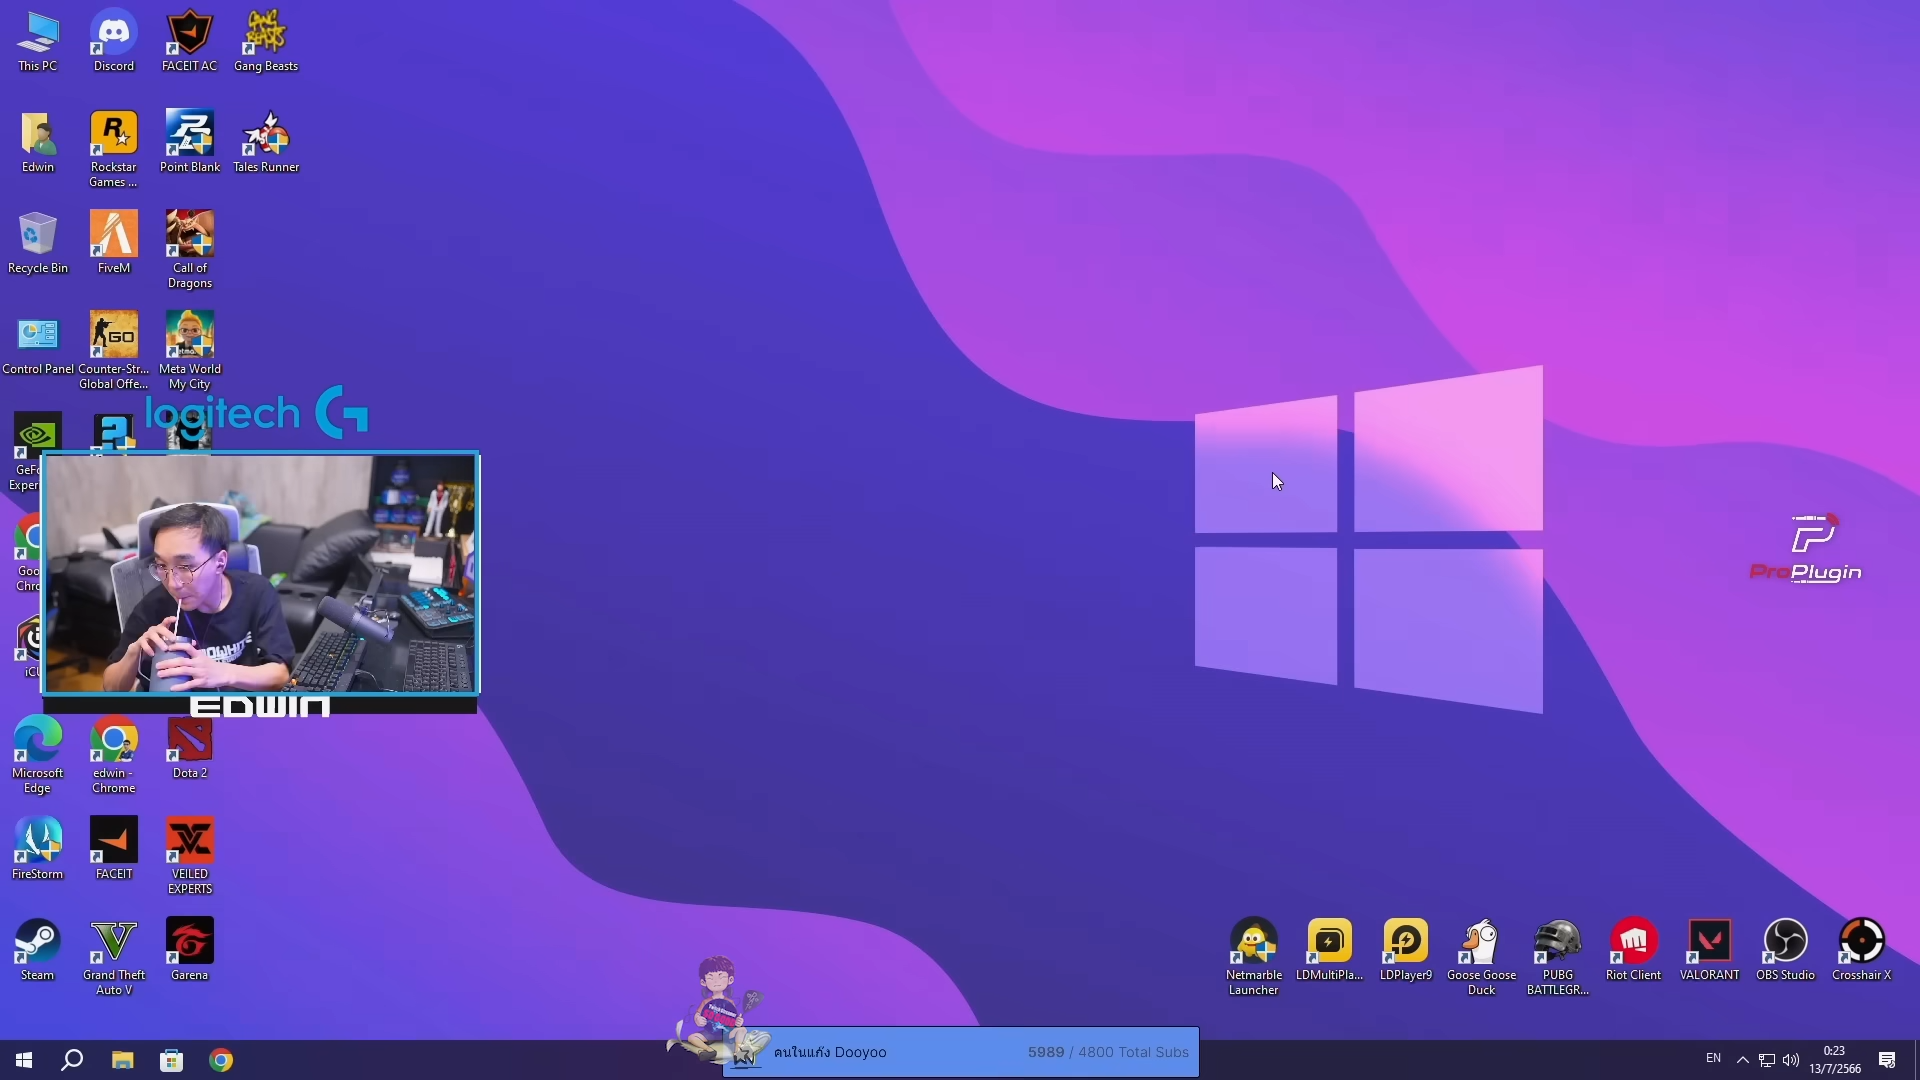 This PC
Discord
FACEIT AC
Gang Beasts
Edwin
Rockstar
Games ...
Point Blank
Tales Runner
Recycle Bin
FiveM
Call of
Dragons
Control Panel
Counter-Str...
Global Offe...
Meta World
My City
logitech G
EDWIN
Microsoft
Edge
edwin -
Chrome
Dota 2
FireStorm
FACEIT
VEILED
EXPERTS
Steam
Grand Theft
Auto V
Garena
ProPlugin
Netmarble
Launcher
LDMultiPla...
LDPlayer9
Goose Goose
Duck
PUBG
BATTLEGR...
Riot Client
VALORANT
OBS Studio
Crosshair X
คนในแก๊ง Dooyoo
5989 / 4800 Total Subs
EN
0:23
13/7/2566